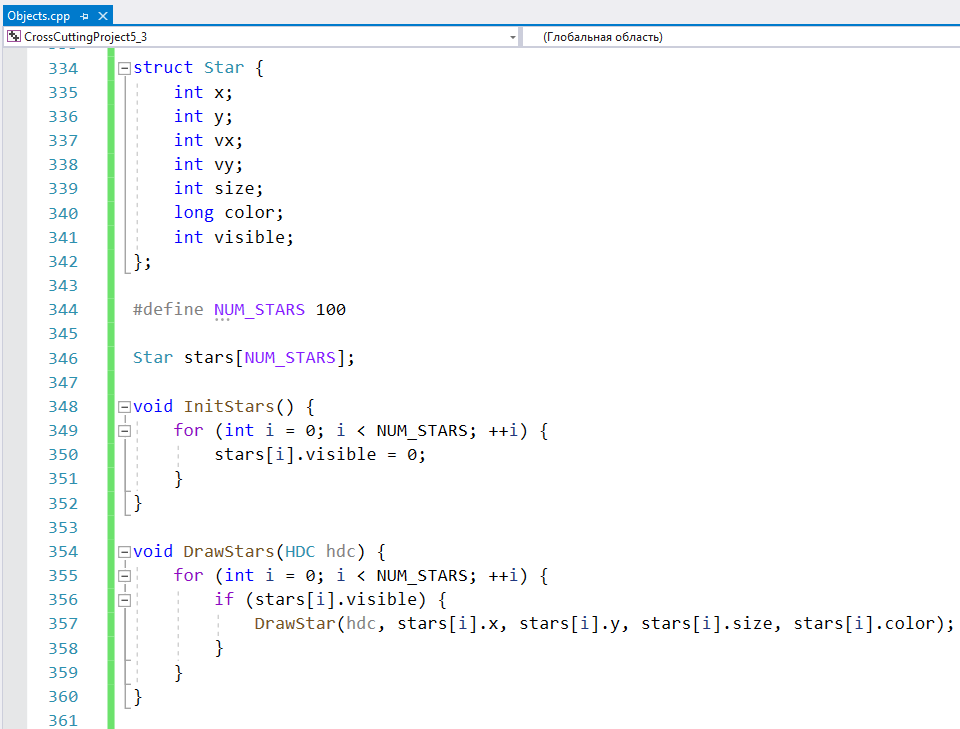 Objects.cpp
CrossCuttingProject5_3 (Глобальная область)
334 struct Star {
335 int x;
336 int y;
337 int vx;
338 int vy;
339 int size;
340 long color;
341 int visible;
342 };
343
344 #define NUM_STARS 100
345
346 Star stars[NUM_STARS];
347
348 void InitStars() {
349 for (int i = 0; i < NUM_STARS; ++i) {
350 stars[i].visible = 0;
351 }
352 }
353
354 void DrawStars(HDC hdc) {
355 for (int i = 0; i < NUM_STARS; ++i) {
356 if (stars[i].visible) {
357 DrawStar(hdc, stars[i].x, stars[i].y, stars[i].size, stars[i].color);
358 }
359 }
360 }
361